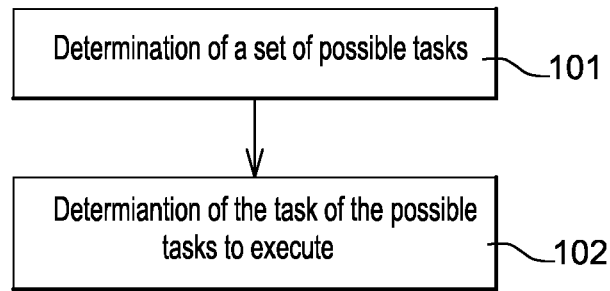 Determination of a set of possible tasks
101
Determiantion of the task of the possible
tasks to execute
102